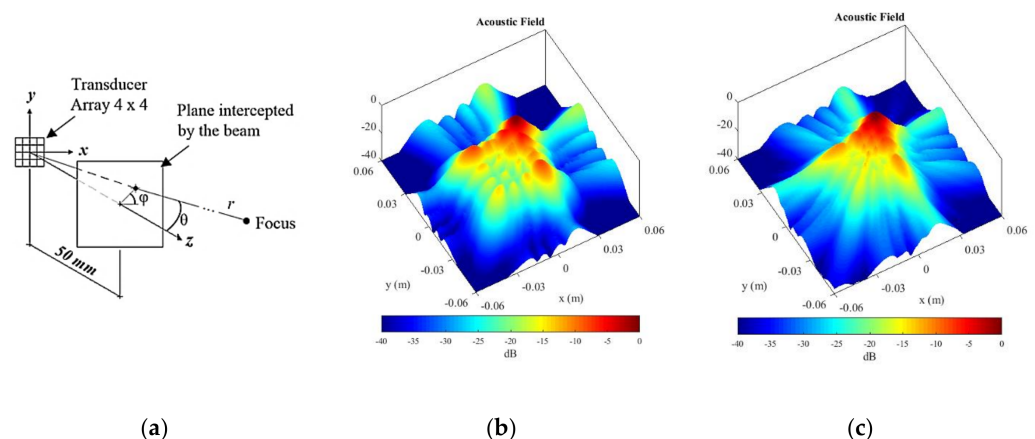 Transducer
Array 4 x 4
Plane intercepted
by the beam
y
x
φ
r
θ
z
Focus
50 mm
(a)
Acoustic Field
0
-20
-40
0.06
0.03
0
-0.03
-0.06
y (m)
-0.06
-0.03
0
0.03
0.06
x (m)
-40 -35 -30 -25 -20 -15 -10 -5 0
dB
(b)
Acoustic Field
0
-20
-40
0.06
0.03
0
-0.03
-0.06
y (m)
-0.06
-0.03
0
0.03
0.06
x (m)
-40 -35 -30 -25 -20 -15 -10 -5 0
dB
(c)